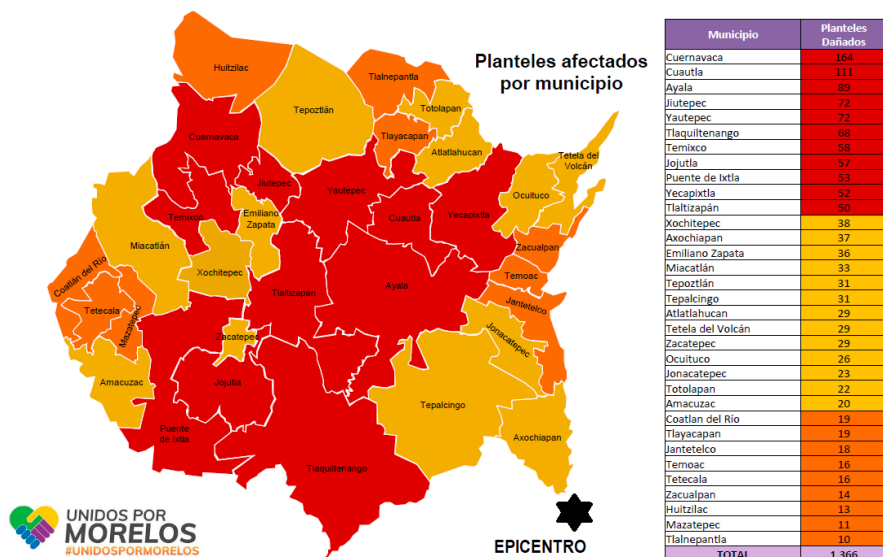 Planteles afectados
por municipio
Huitzilac
Tlalnepantla
Tepoztlán
Totolapan
Cuernavaca
Tlayacapan
Atlatlahucan
Tetela del
Volcán
Jiutepec
Yautepec
Ocuituco
Temixco
Emiliano
Zapata
Cuautla
Yecapixtla
Miacatlán
Zacualpan
Xochitepec
Coatlán del Río
Temoac
Tlaltizapán
Ayala
Tetecala
Mazatepec
Jantetelco
Zacatepec
Jonacatepec
Amacuzac
Jojutla
Tepalcingo
Puente
de Ixtla
Axochiapan
Tlaquiltenango
EPICENTRO
UNIDOS POR
MORELOS
#UNIDOSPORMORELOS
Municipio Planteles
Dañados
Cuernavaca 164
Cuautla 111
Ayala 89
Jiutepec 72
Yautepec 72
Tlaquiltenango 68
Temixco 58
Jojutla 57
Puente de Ixtla 53
Yecapixtla 52
Tlaltizapán 50
Xochitepec 38
Axochiapan 37
Emiliano Zapata 36
Miacatlán 33
Tepoztlán 31
Tepalcingo 31
Atlatlahucan 29
Tetela del Volcán 29
Zacatepec 29
Ocuituco 26
Jonacatepec 23
Totolapan 22
Amacuzac 20
Coatlan del Río 19
Tlayacapan 19
Jantetelco 18
Temoac 16
Tetecala 16
Zacualpan 14
Huitzilac 13
Mazatepec 11
Tlalnepantla 10
TOTAL 1,366